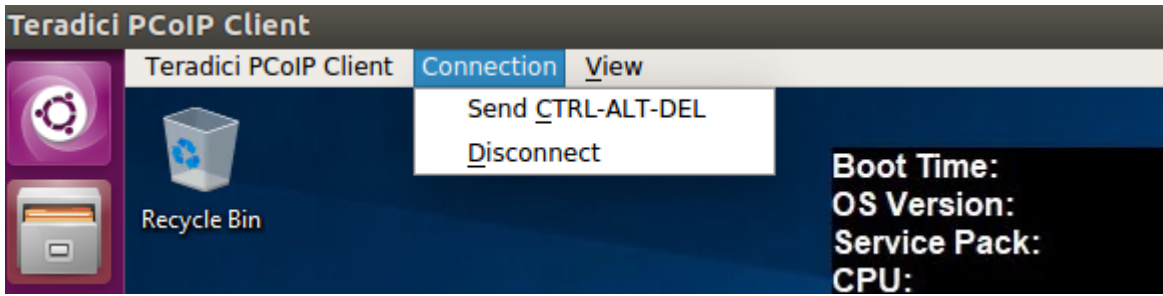 Teradici PCoIP Client
Teradici PCoIP Client Connection View
Send CTRL-ALT-DEL
Disconnect
Recycle Bin
Boot Time:
OS Version:
Service Pack:
CPU: